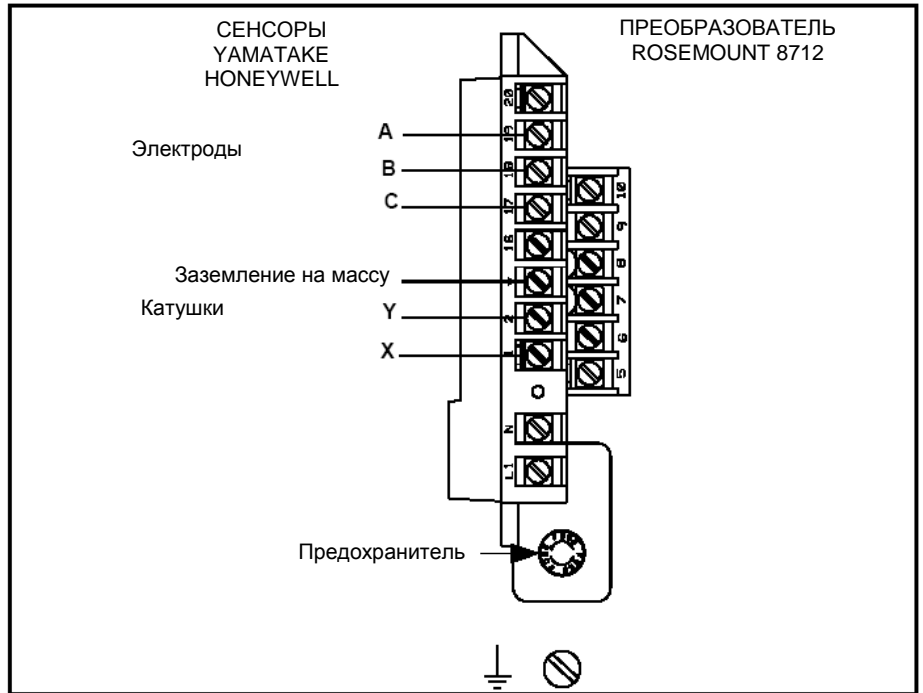 СЕНСОРЫ
YAMATAKE
HONEYWELL
ПРЕОБРАЗОВАТЕЛЬ
ROSEMOUNT 8712
20
Электроды
A
19
B
18
10
C
17
9
16
8
Заземление на массу
Катушки
7
Y
2
6
X
1
5
N
L1
Предохранитель